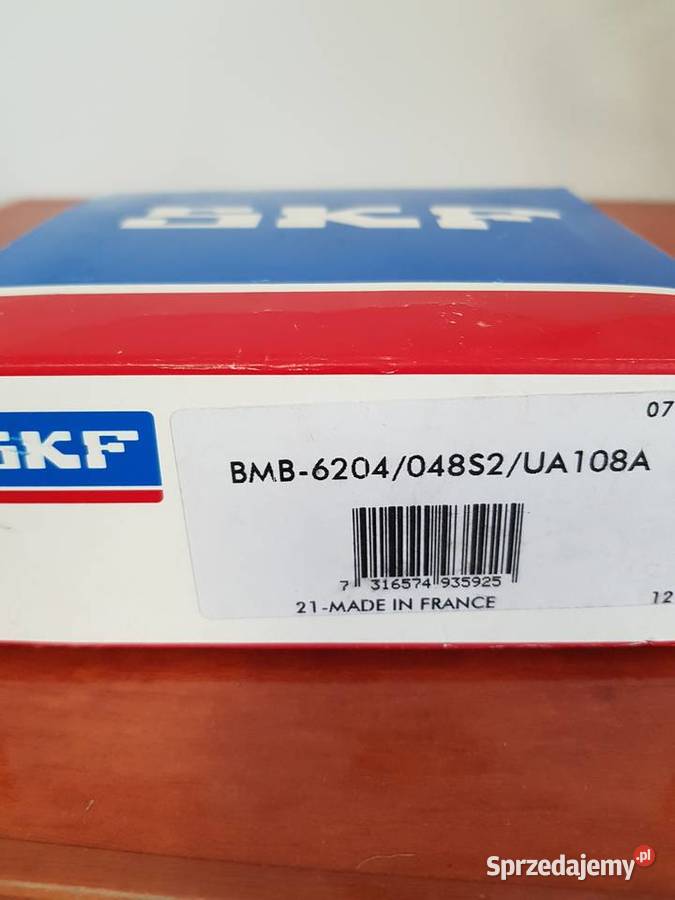 SKF
SKF
07
BMB-6204/048S2/UA108A
7 316574 935925
21-MADE IN FRANCE
12
Sprzedajemy.pl